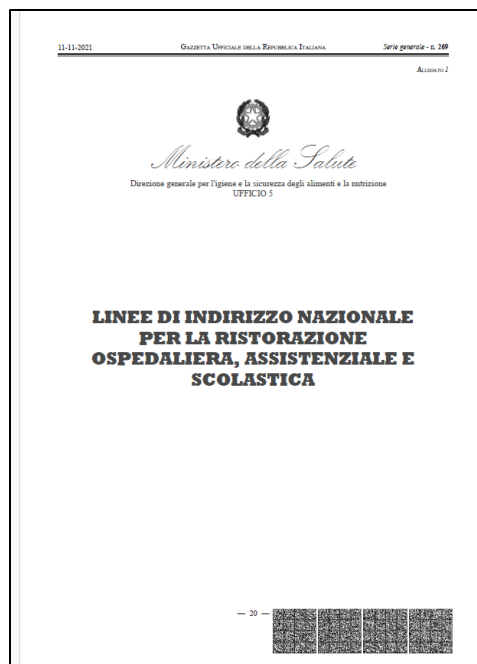 11-11-2021 GAZZETTA UFFICIALE DELLA REPUBBLICA ITALIANA Serie generale - n. 269
ALLEGATO 1
Ministero della Salute
Direzione generale per l'igiene e la sicurezza degli alimenti e la nutrizione
UFFICIO 5
LINEE DI INDIRIZZO NAZIONALE
PER LA RISTORAZIONE
OSPEDALIERA, ASSISTENZIALE E
SCOLASTICA
— 20 —